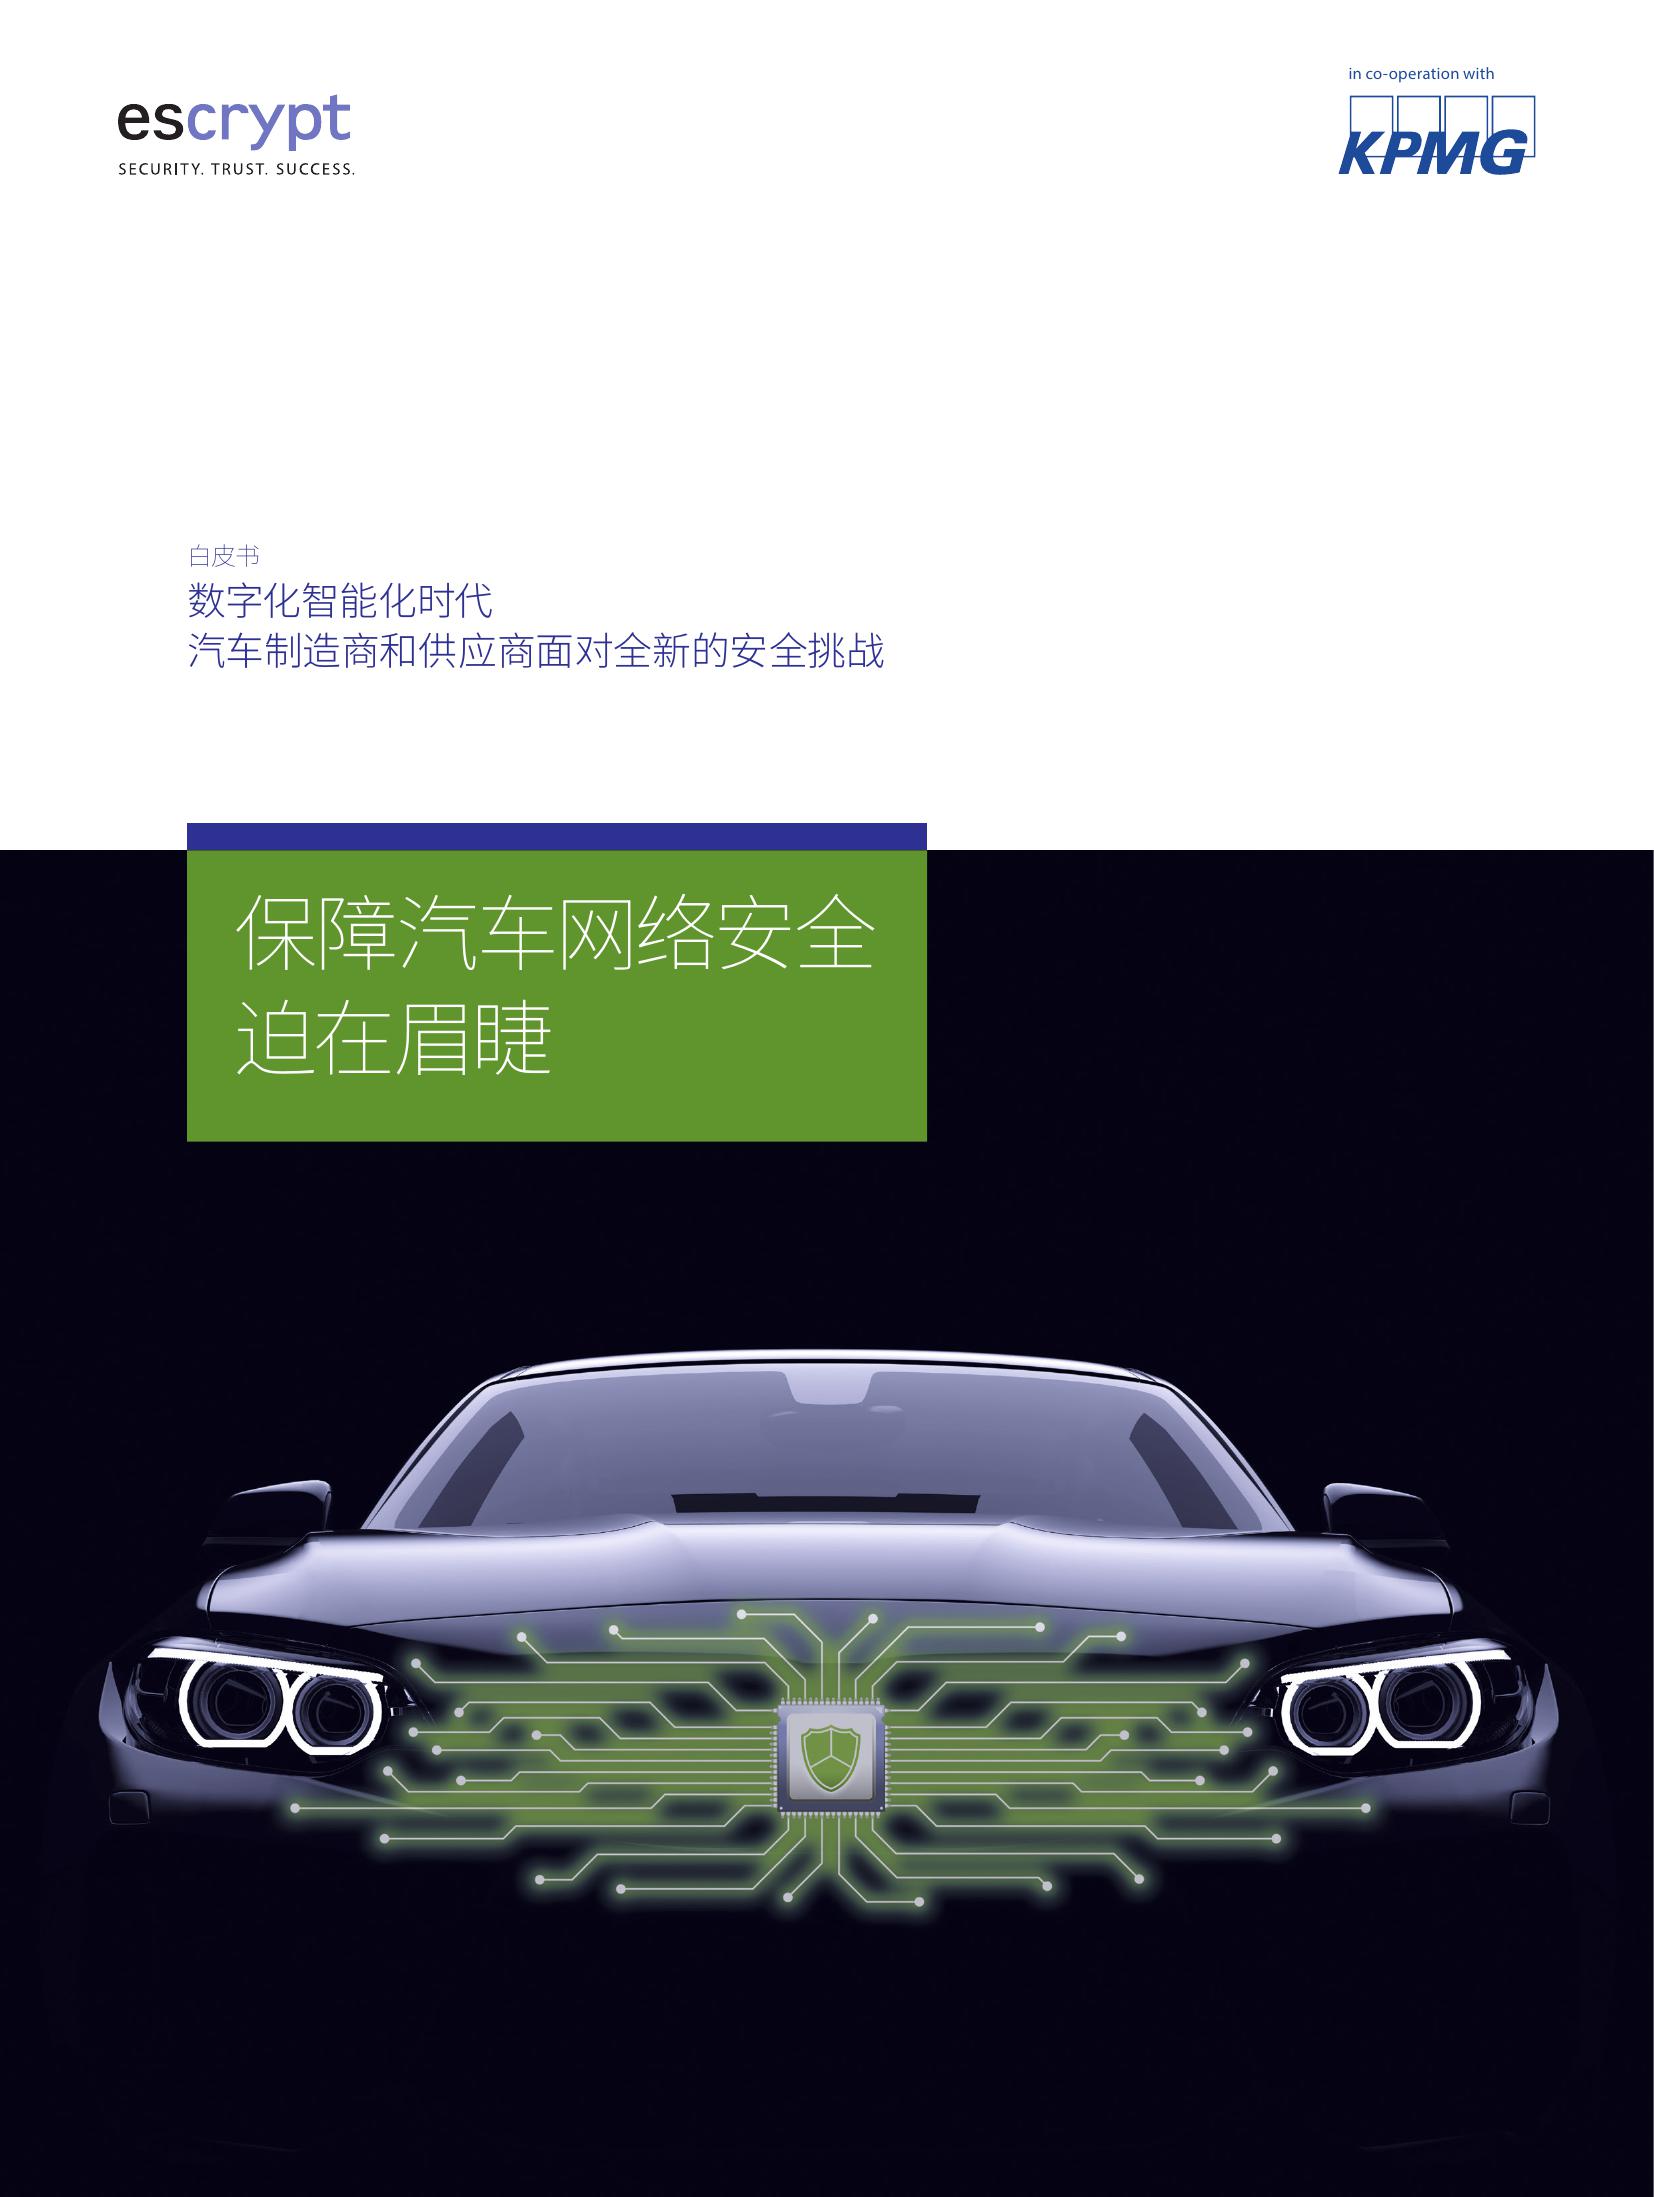 in co-operation with
escrypt
KPMG
SECURITY. TRUST. SUCCESS.
白皮书
数字化智能化时代
汽车制造商和供应商面对全新的安全挑战
保障汽车网络安全
迫在眉睫